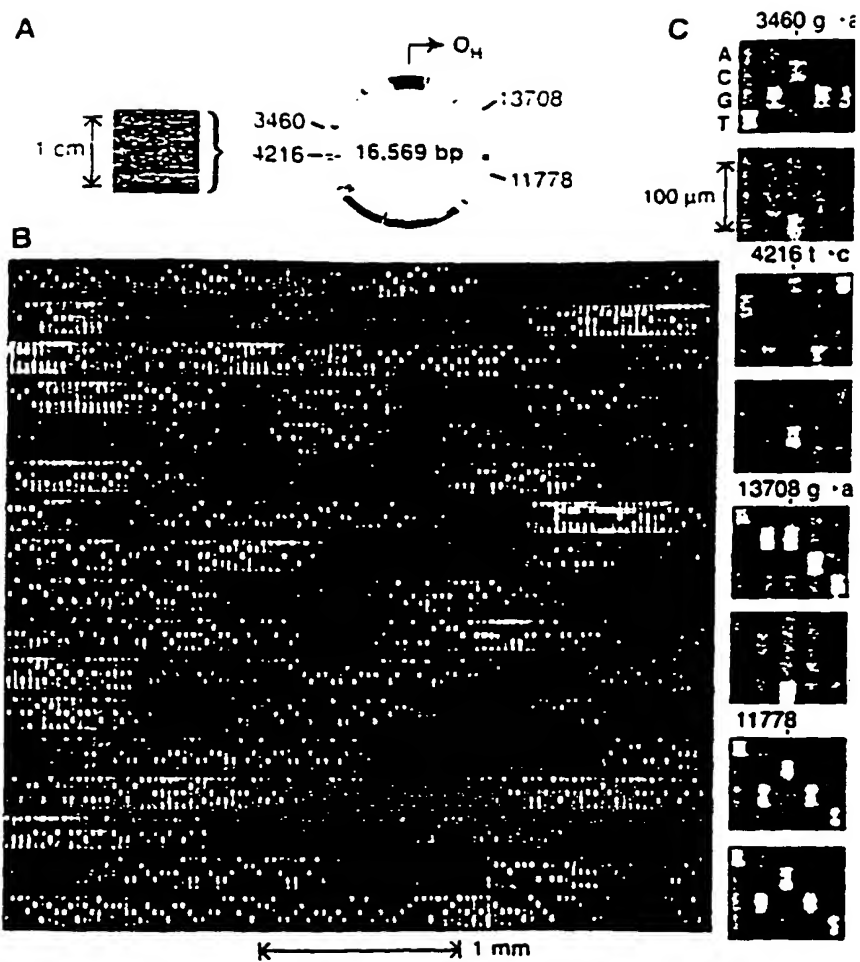 A
O_H
13708
3460
4216
16.569 bp
11778
1 cm
B
1 mm
C
3460 g · a
A
C
G
T
100 µm
4216 t · c
13708 g · a
11778